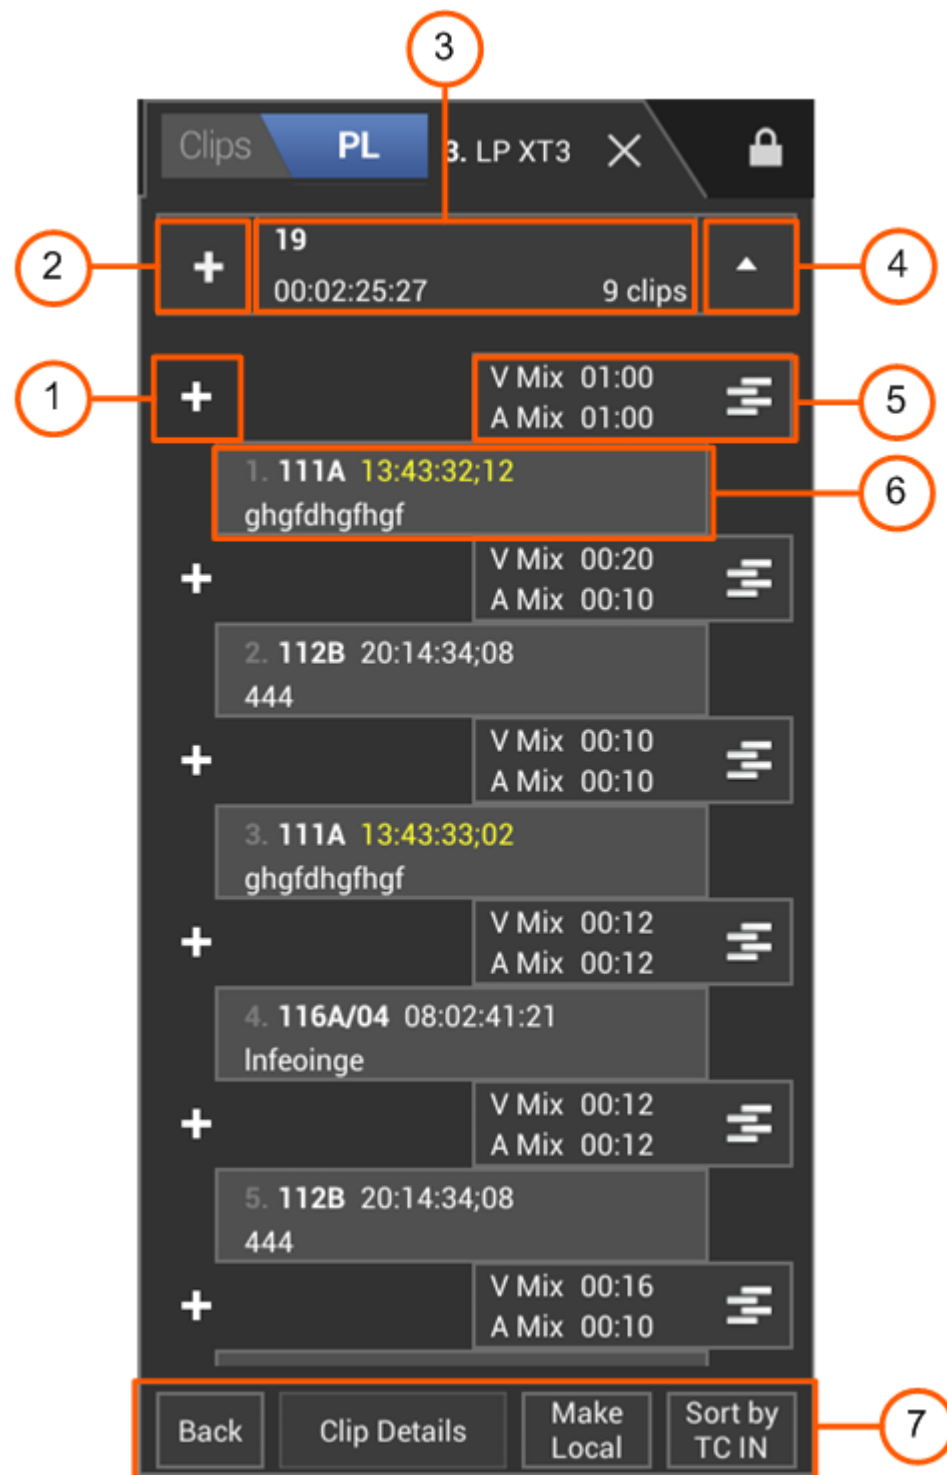 3
Clips PL 3. LP XT3
2
19
4
00:02:25:27 9 clips
1
V Mix 01:00
A Mix 01:00
5
1. 111A 13:43:32;12
ghgfdhgfhgf
6
V Mix 00:20
A Mix 00:10
2. 112B 20:14:34;08
444
V Mix 00:10
A Mix 00:10
3. 111A 13:43:33;02
ghgfdhgfhgf
V Mix 00:12
A Mix 00:12
4. 116A/04 08:02:41:21
Infeoinge
V Mix 00:12
A Mix 00:12
5. 112B 20:14:34;08
444
V Mix 00:16
A Mix 00:10
Back
Clip Details
Make
Local
Sort by
TC IN
7